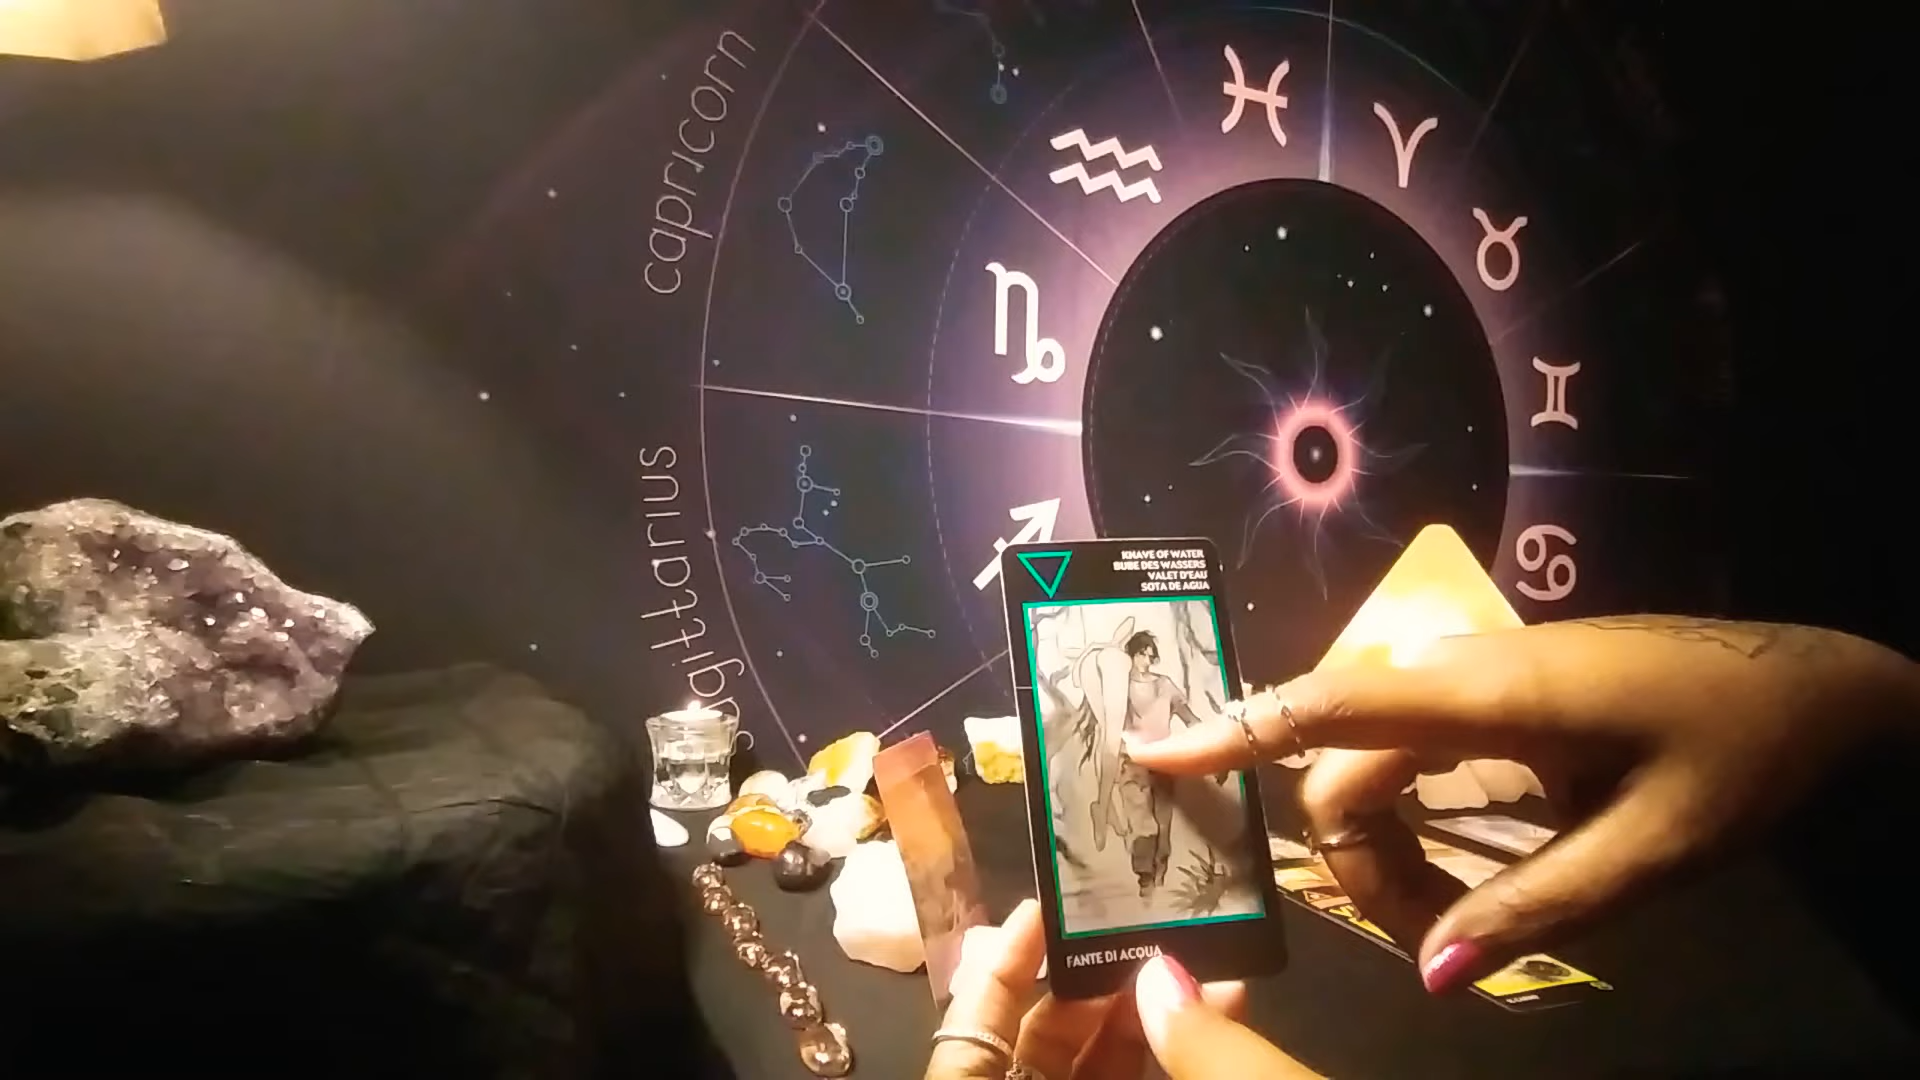 capricorn
sagittarius
KNAVE OF WATER
BUBE DES WASSERS
VALET D'EAU
SOTA DE AGUA
FANTE DI ACQUA